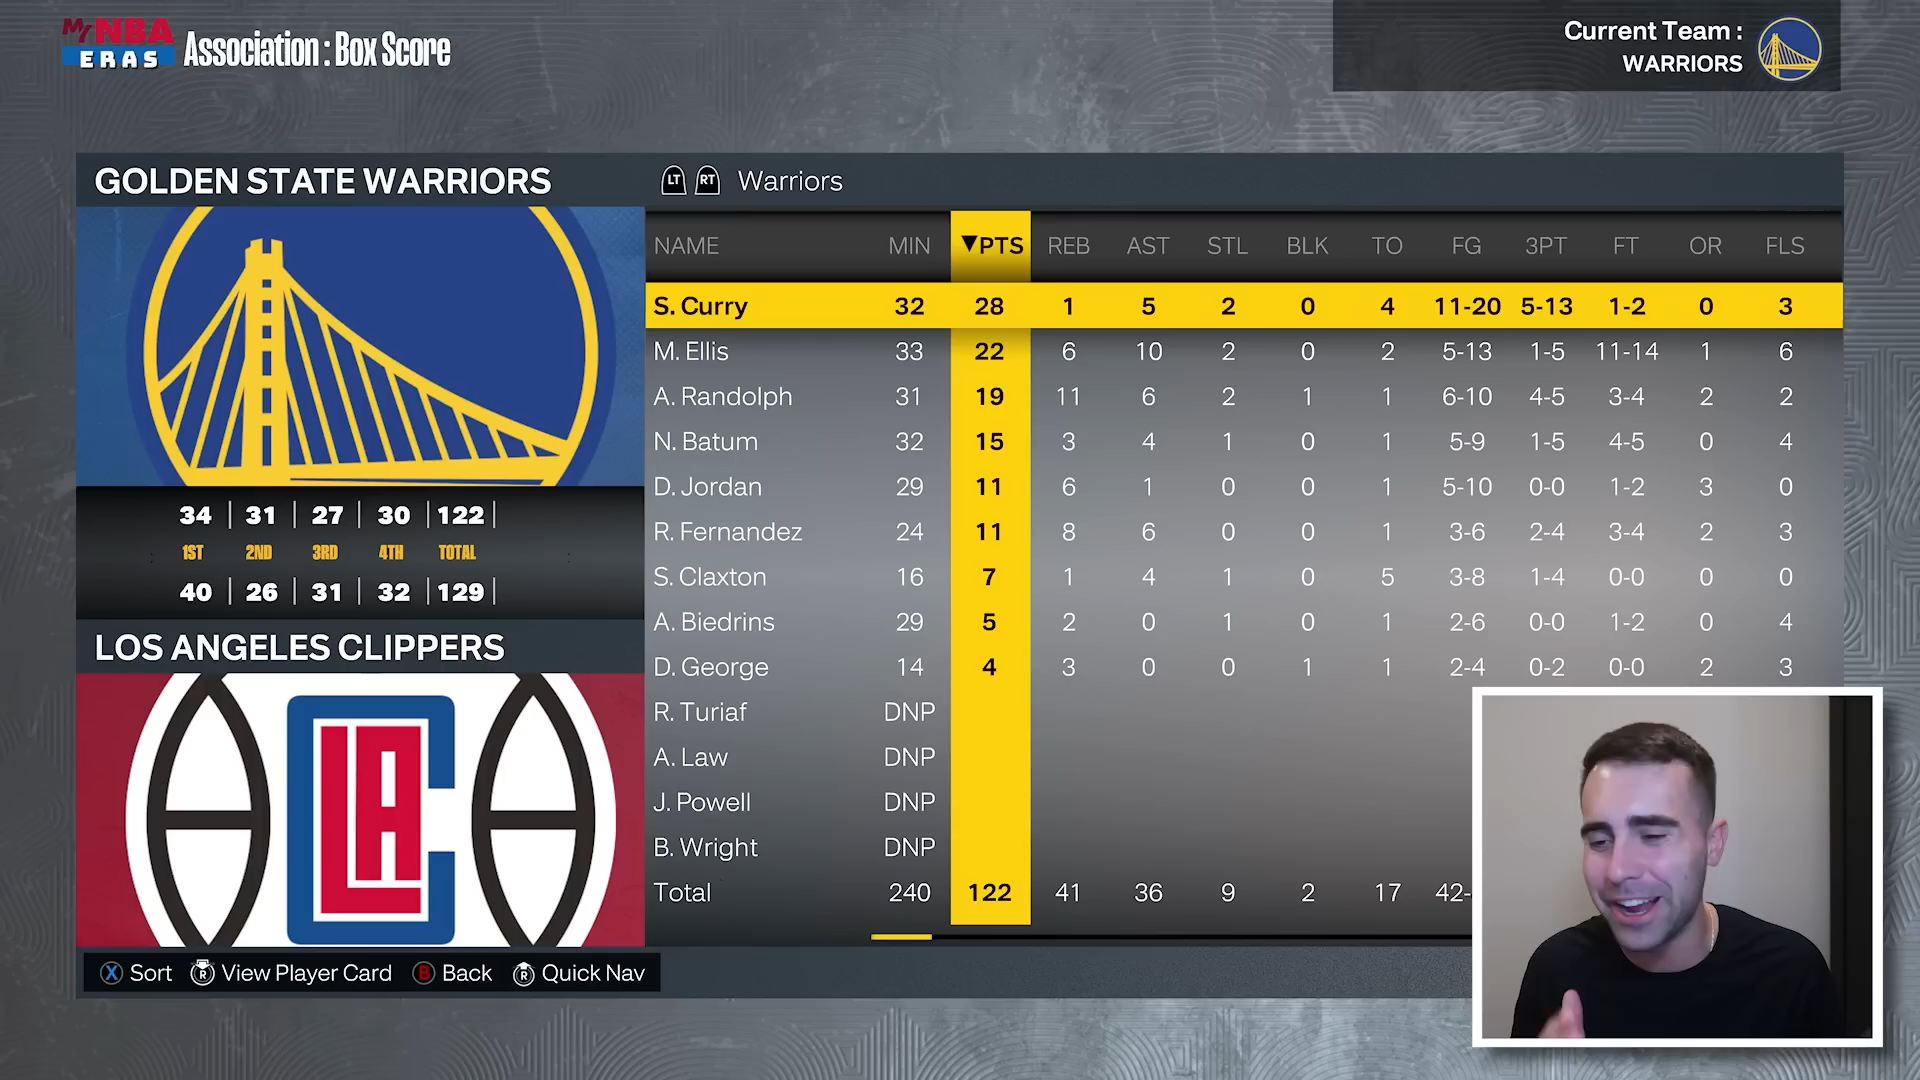 My NBA
ERAS
Association : Box Score
Current Team :
WARRIORS
GOLDEN STATE WARRIORS
34 | 31 | 27 | 30 | 122 |
1ST 2ND 3RD 4TH TOTAL
40 | 26 | 31 | 32 | 129 |
LOS ANGELES CLIPPERS
LA
LT RT Warriors
NAME MIN ▼PTS REB AST STL BLK TO FG 3PT FT OR FLS
S. Curry 32 28 1 5 2 0 4 11-20 5-13 1-2 0 3
M. Ellis 33 22 6 10 2 0 2 5-13 1-5 11-14 1 6
A. Randolph 31 19 11 6 2 1 1 6-10 4-5 3-4 2 2
N. Batum 32 15 3 4 1 0 1 5-9 1-5 4-5 0 4
D. Jordan 29 11 6 1 0 0 1 5-10 0-0 1-2 3 0
R. Fernandez 24 11 8 6 0 0 1 3-6 2-4 3-4 2 3
S. Claxton 16 7 1 4 1 0 5 3-8 1-4 0-0 0 0
A. Biedrins 29 5 2 0 1 0 1 2-6 0-0 1-2 0 4
D. George 14 4 3 0 0 1 1 2-4 0-2 0-0 2 3
R. Turiaf DNP
A. Law DNP
J. Powell DNP
B. Wright DNP
Total 240 122 41 36 9 2 17 42-
X Sort R View Player Card B Back R Quick Nav